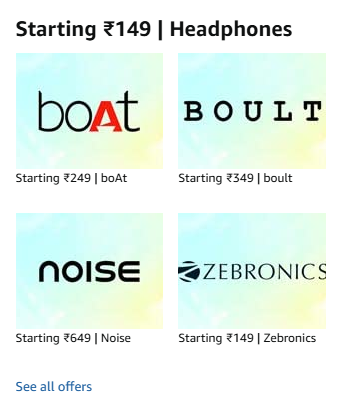 Starting ₹149 | Headphones
boAt
BOULT
Starting ₹249 | boAt
Starting ₹349 | boult
noise
ZEBRONICS
Starting ₹649 | Noise
Starting ₹149 | Zebronics
See all offers